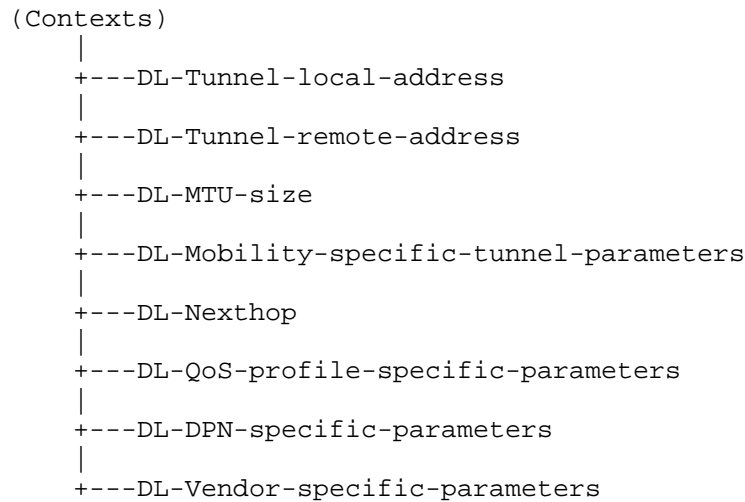 (Contexts)
|
+---DL-Tunnel-local-address
|
+---DL-Tunnel-remote-address
|
+---DL-MTU-size
|
+---DL-Mobility-specific-tunnel-parameters
|
+---DL-Nexthop
|
+---DL-QoS-profile-specific-parameters
|
+---DL-DPN-specific-parameters
|
+---DL-Vendor-specific-parameters